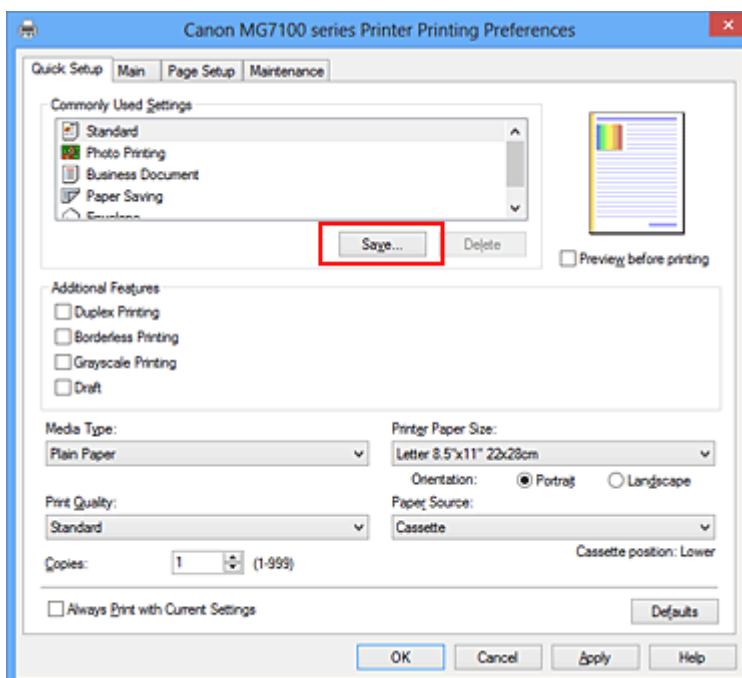 Canon MG7100 series Printer Printing Preferences
Quick Setup Main Page Setup Maintenance
Commonly Used Settings
Standard
Photo Printing
Business Document
Paper Saving
Envelope
Save... Delete
Preview before printing
Additional Features
Duplex Printing
Borderless Printing
Grayscale Printing
Draft
Media Type:
Plain Paper
Printer Paper Size:
Letter 8.5"x11" 22x28cm
Orientation: Portrait Landscape
Print Quality:
Standard
Paper Source:
Cassette
Cassette position: Lower
Copies: 1 (1-999)
Always Print with Current Settings
Defaults
OK Cancel Apply Help